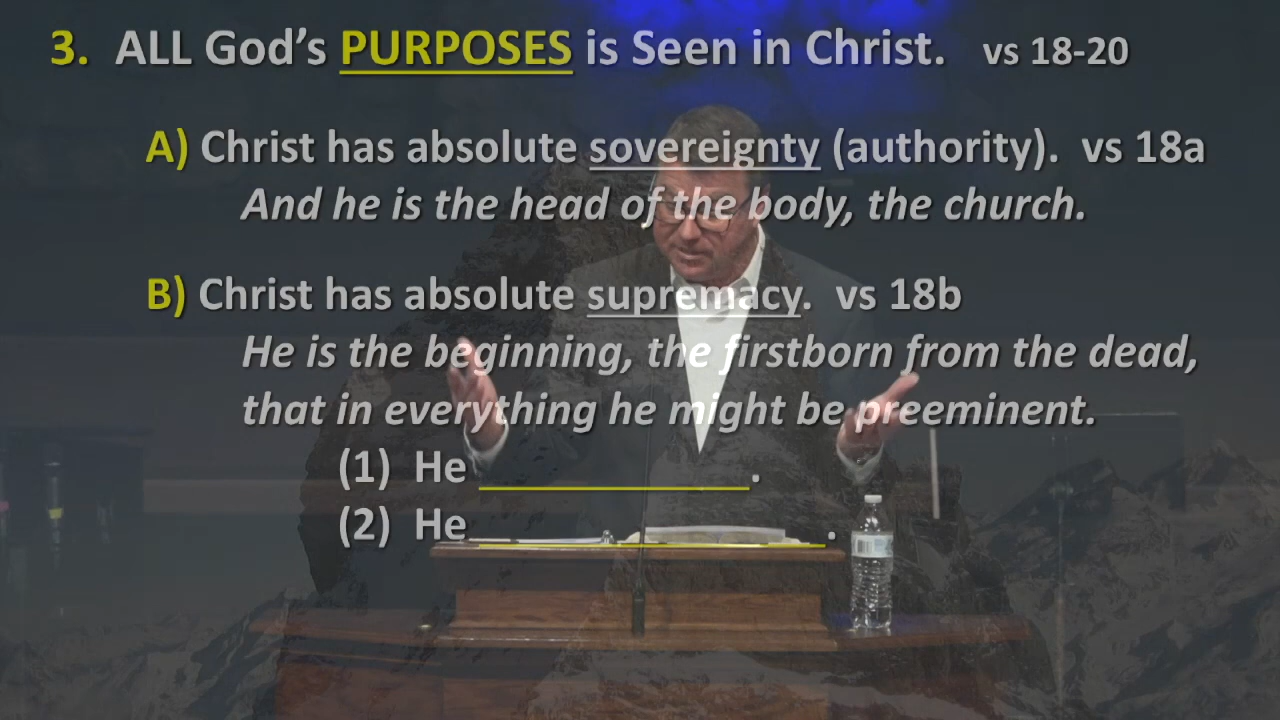 3. ALL God’s PURPOSES is Seen in Christ. vs 18-20
A) Christ has absolute sovereignty (authority). vs 18a
And he is the head of the body, the church.
B) Christ has absolute supremacy. vs 18b
He is the beginning, the firstborn from the dead,
that in everything he might be preeminent.
(1) He ____________.
(2) He ________________.